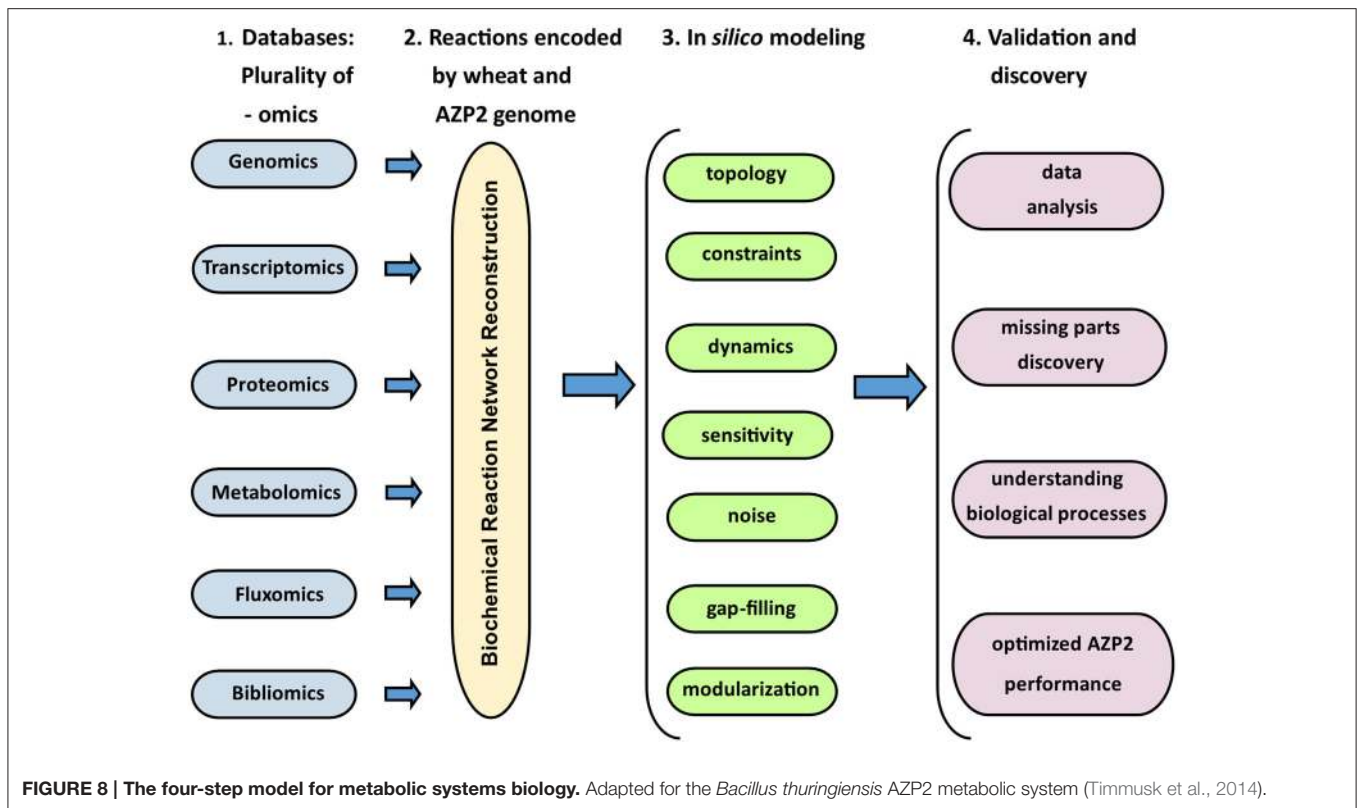 1. Databases:
Plurality of
- omics
2. Reactions encoded
by wheat and
AZP2 genome
3. In silico modeling
4. Validation and
discovery
Genomics
Transcriptomics
Proteomics
Metabolomics
Fluxomics
Bibliomics
Biochemical Reaction Network Reconstruction
topology
constraints
dynamics
sensitivity
noise
gap-filling
modularization
data
analysis
missing parts
discovery
understanding
biological processes
optimized AZP2
performance
FIGURE 8 | The four-step model for metabolic systems biology. Adapted for the Bacillus thuringiensis AZP2 metabolic system (Timmusk et al., 2014).